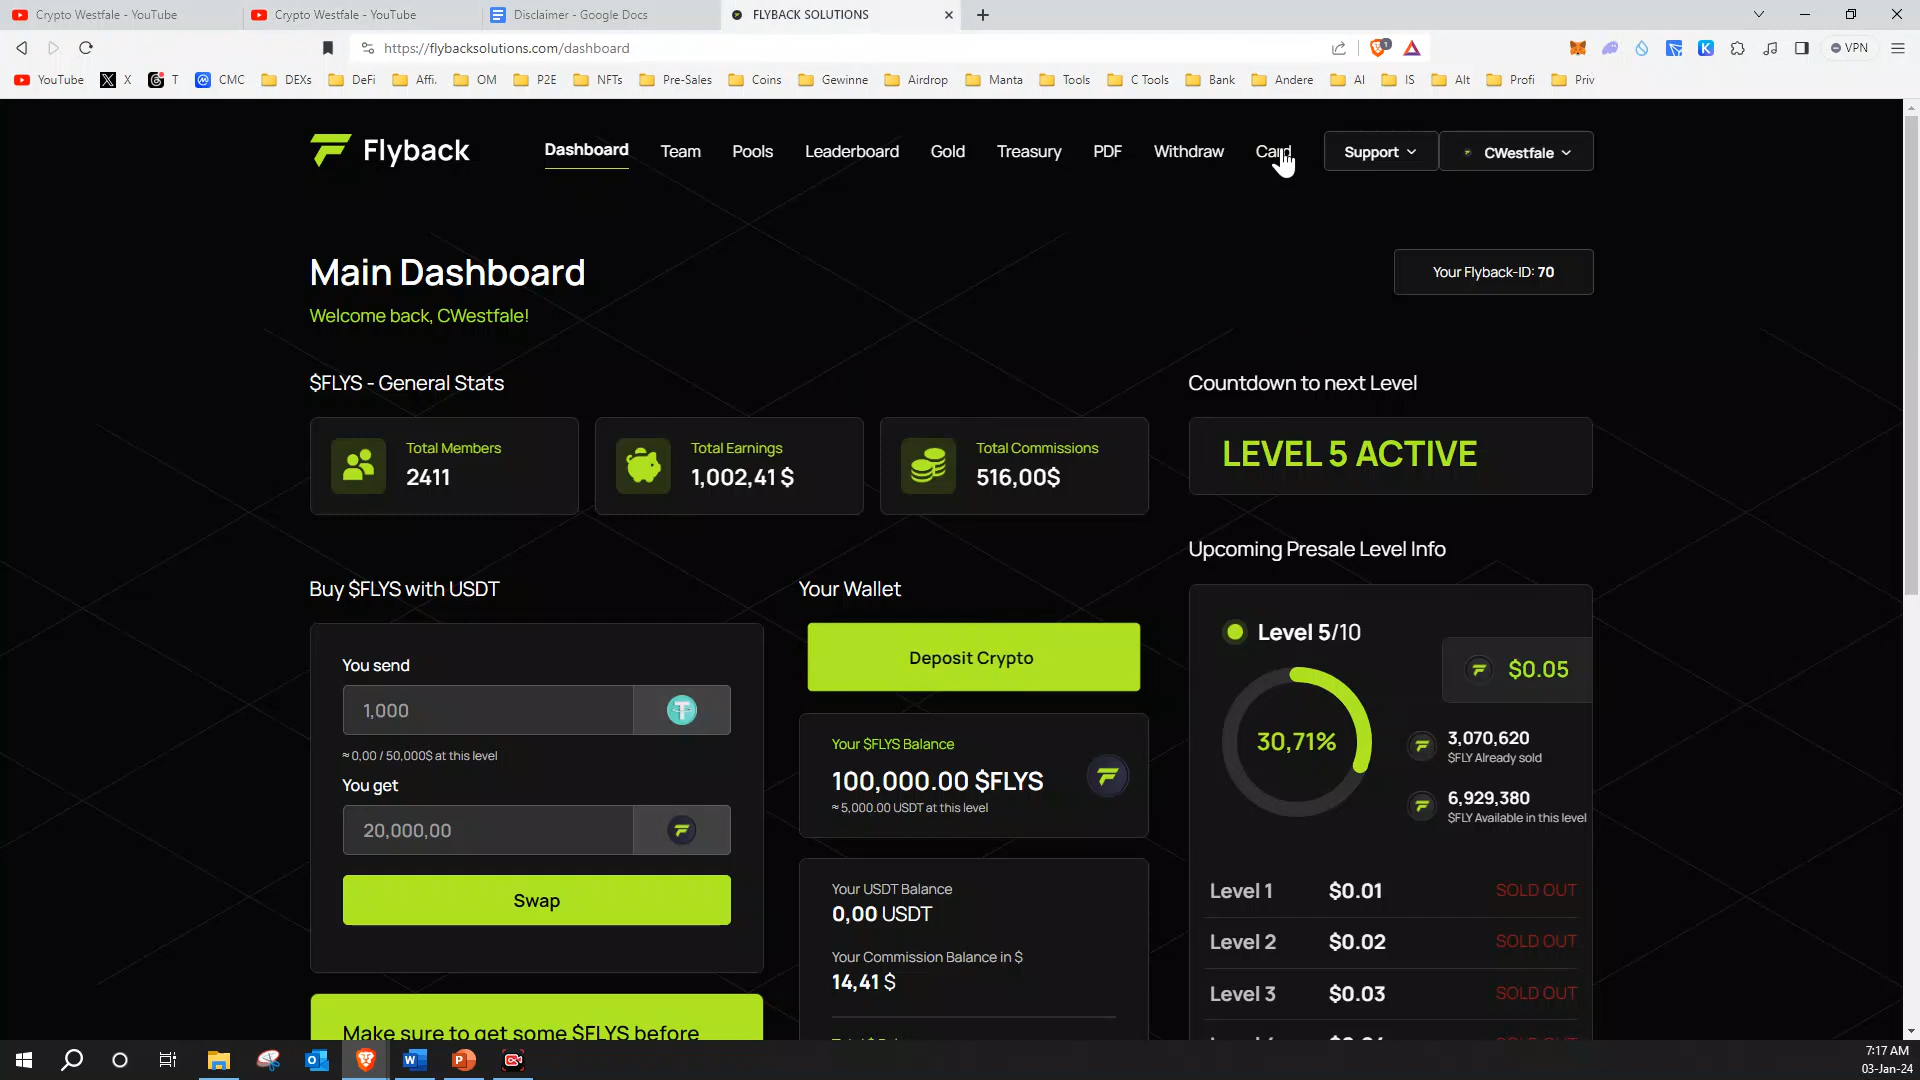 Crypto Westfale - YouTube
Crypto Westfale - YouTube
Disclaimer - Google Docs
FLYBACK SOLUTIONS
https://flybacksolutions.com/dashboard
1
VPN
YouTube X T CMC DEXs DeFi Affi. OM P2E NFTs Pre-Sales Coins Gewinne Airdrop Manta Tools C Tools Bank Andere AI IS Alt Profi Priv
Flyback
Dashboard Team Pools Leaderboard Gold Treasury PDF Withdraw Card Support CWestfale
Main Dashboard
Your Flyback-ID: 70
Welcome back, CWestfale!
$FLYS - General Stats
Total Members
2411
Total Earnings
1,002,41 $
Total Commissions
516,00$
Countdown to next Level
LEVEL 5 ACTIVE
Buy $FLYS with USDT
You send
1,000
≈ 0,00 / 50,000$ at this level
You get
20,000,00
Swap
Make sure to get some $FLYS before
Your Wallet
Deposit Crypto
Your $FLYS Balance
100,000.00 $FLYS
≈ 5,000.00 USDT at this level
Your USDT Balance
0,00 USDT
Your Commission Balance in $
14,41 $
Upcoming Presale Level Info
Level 5/10
$0.05
30,71%
3,070,620
$FLY Already sold
6,929,380
$FLY Available in this level
Level 1 $0.01 SOLD OUT
Level 2 $0.02 SOLD OUT
Level 3 $0.03 SOLD OUT
7:17 AM
03-Jan-24